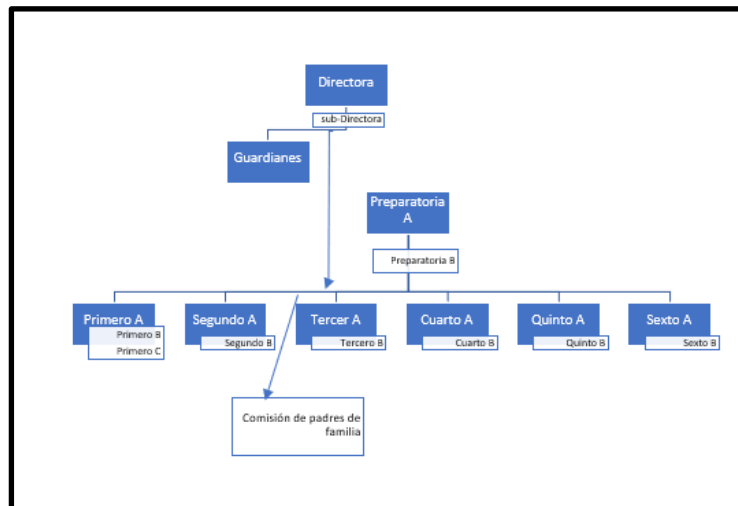 Directora
sub-Directora
Guardianes
Preparatoria
A
Preparatoria B
Primero A
Primero B
Primero C
Segundo A
Segundo B
Tercer A
Tercero B
Cuarto A
Cuarto B
Quinto A
Quinto B
Sexto A
Sexto B
Comisión de padres de
familia